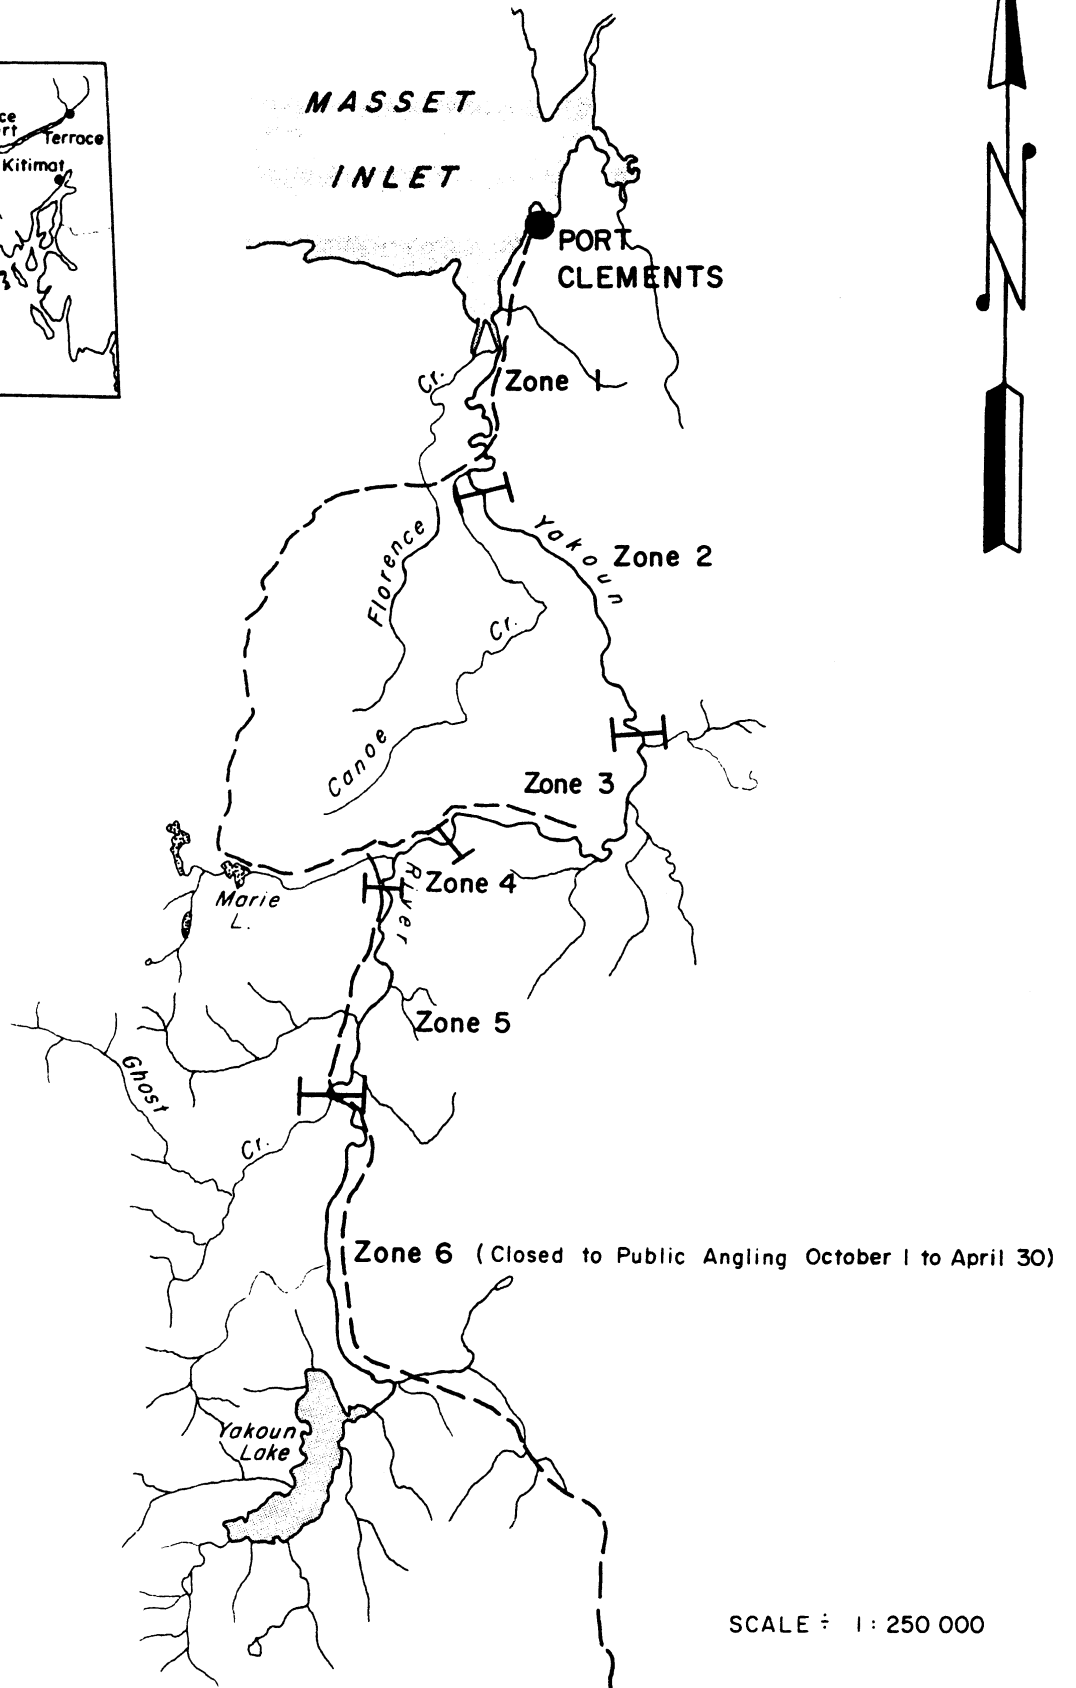 MASSET
INLET
ce
rt
Terrace
Kitimat
PORT
CLEMENTS
Cr.
Zone 1
Yakoun
Zone 2
Florence
Cr.
Canoe
Zone 3
River
Zone 4
Marie
L.
Zone 5
Ghost
Cr.
Zone 6 (Closed to Public Angling October 1 to April 30)
Yakoun
Lake
SCALE ÷ 1 : 250 000